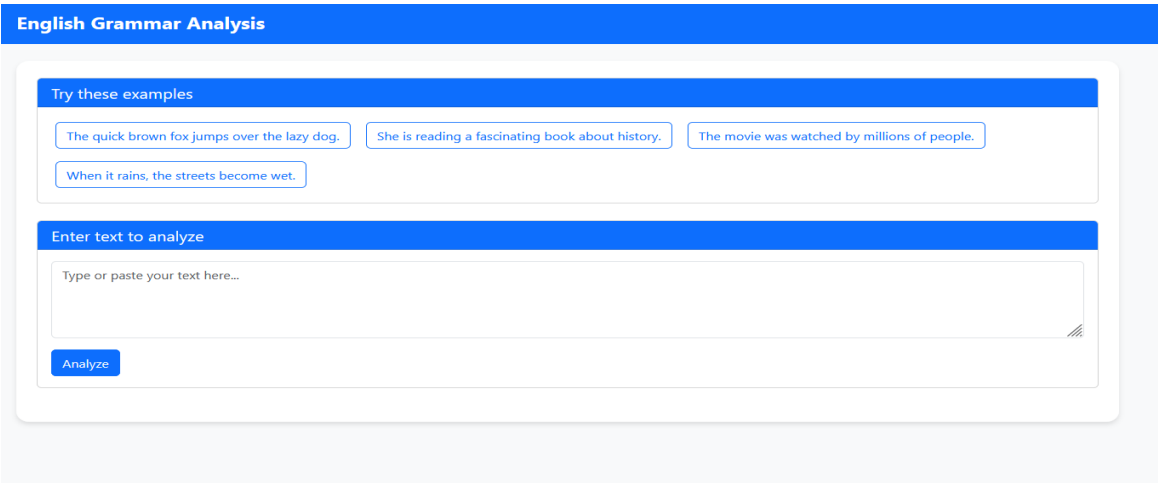 English Grammar Analysis
Try these examples
The quick brown fox jumps over the lazy dog. She is reading a fascinating book about history. The movie was watched by millions of people.
When it rains, the streets become wet.
Enter text to analyze
Type or paste your text here...
Analyze